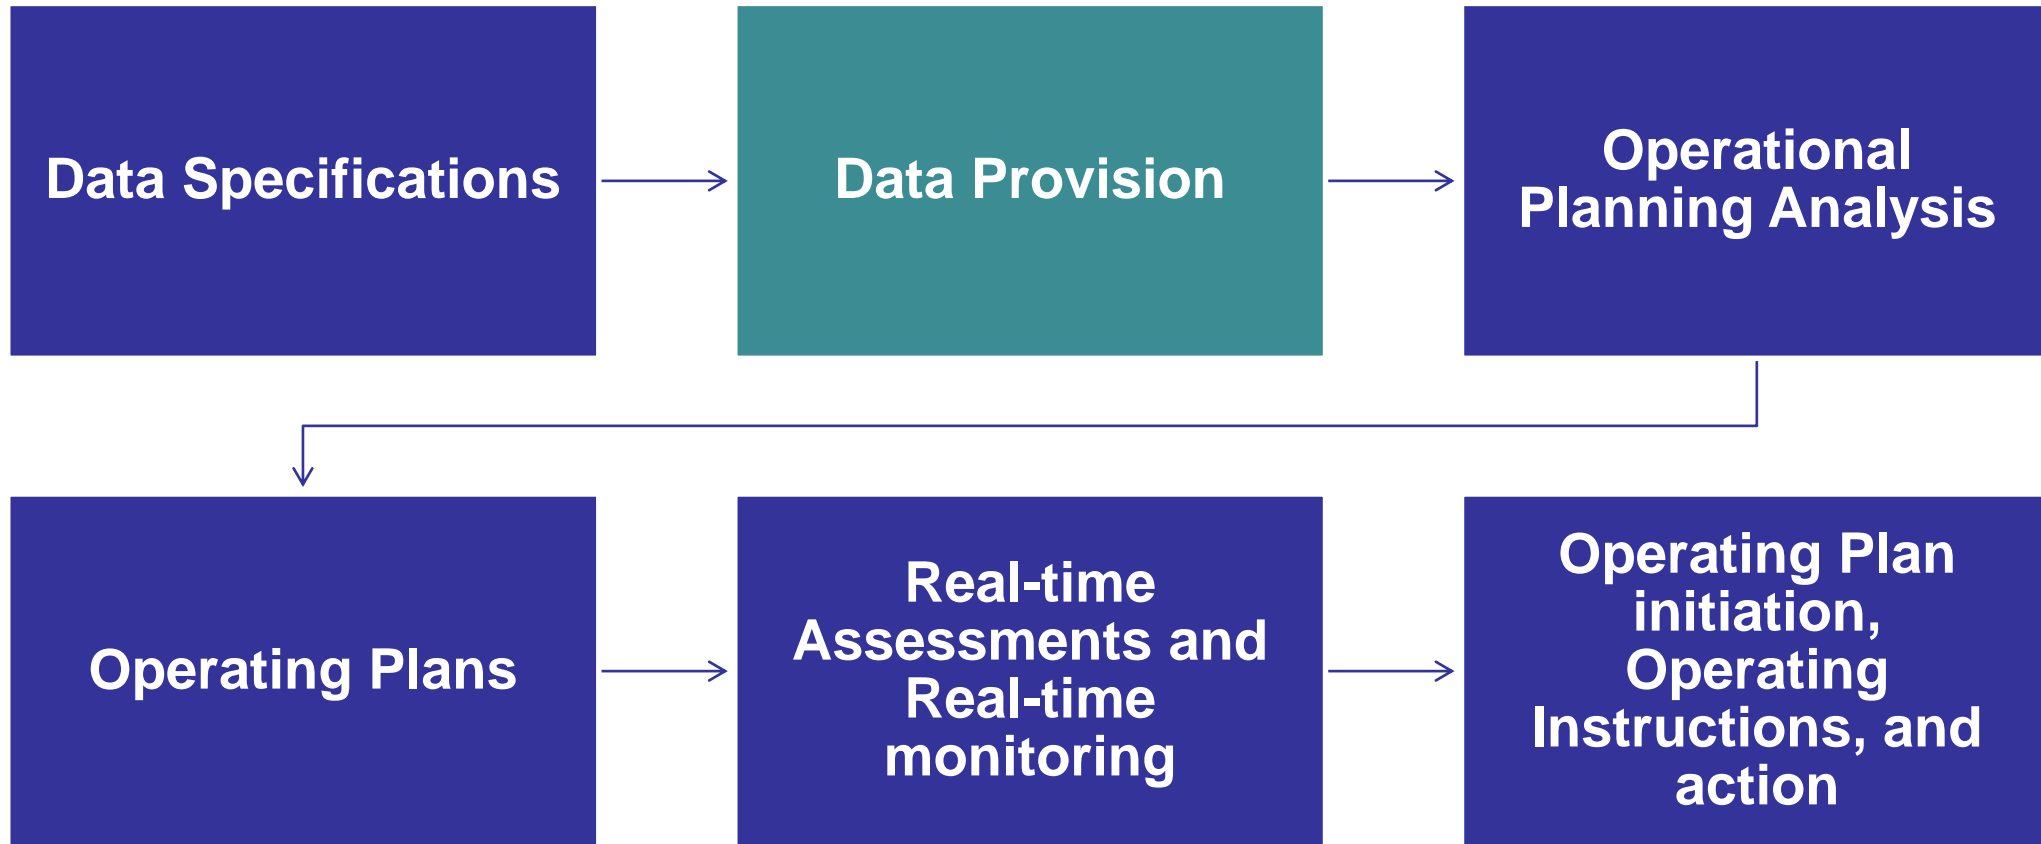 Data Specifications
Data Provision
Operational
Planning Analysis
Operating Plans
Real-time
Assessments and
Real-time
monitoring
Operating Plan
initiation,
Operating
Instructions, and
action